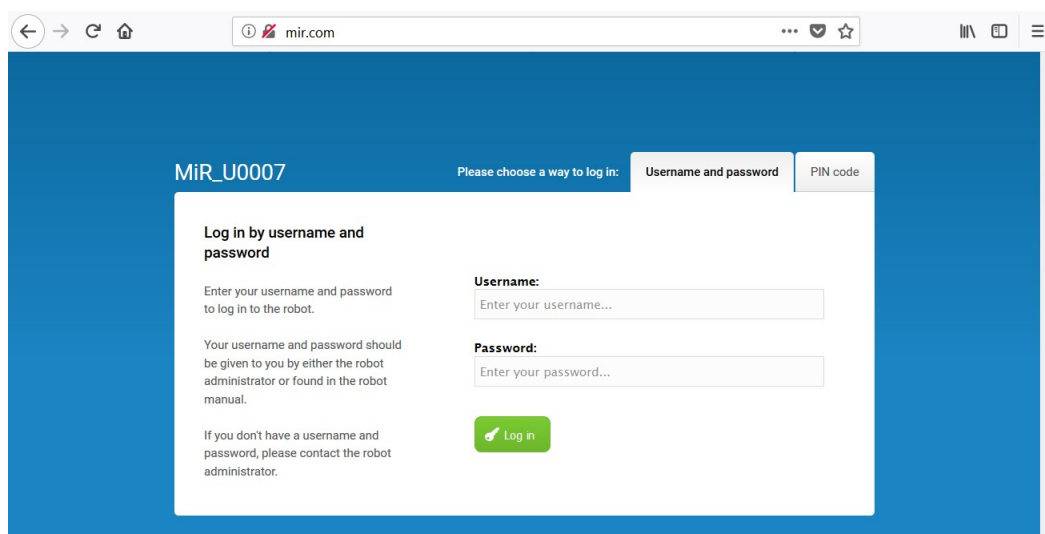 mir.com
MiR_U0007
Please choose a way to log in:
Username and password
PIN code
Log in by username and
password
Enter your username and password
to log in to the robot.
Your username and password should
be given to you by either the robot
administrator or found in the robot
manual.
If you don't have a username and
password, please contact the robot
administrator.
Username:
Enter your username...
Password:
Enter your password...
Log in